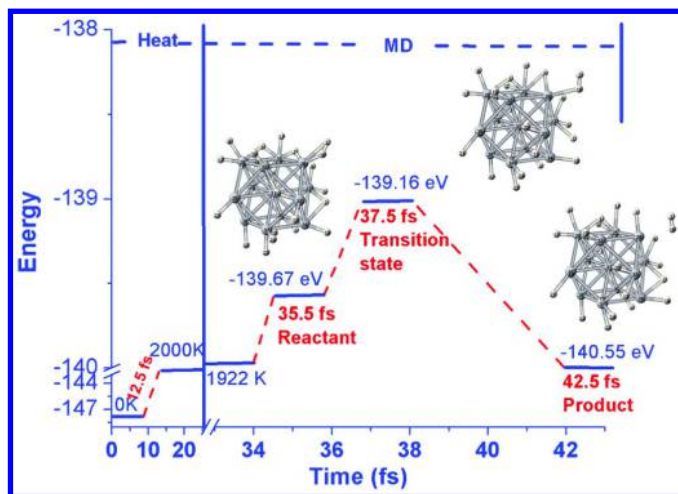 -138
Heat
MD
-139.16 eV
-139
37.5 fs
Transition
state
-139.67 eV
35.5 fs
Reactant
2000K
-140
-140.55 eV
12.5 fs
1922 K
42.5 fs
Product
-144
0K
-147
0 10 20 34 36 38 40 42
Time (fs)
Energy